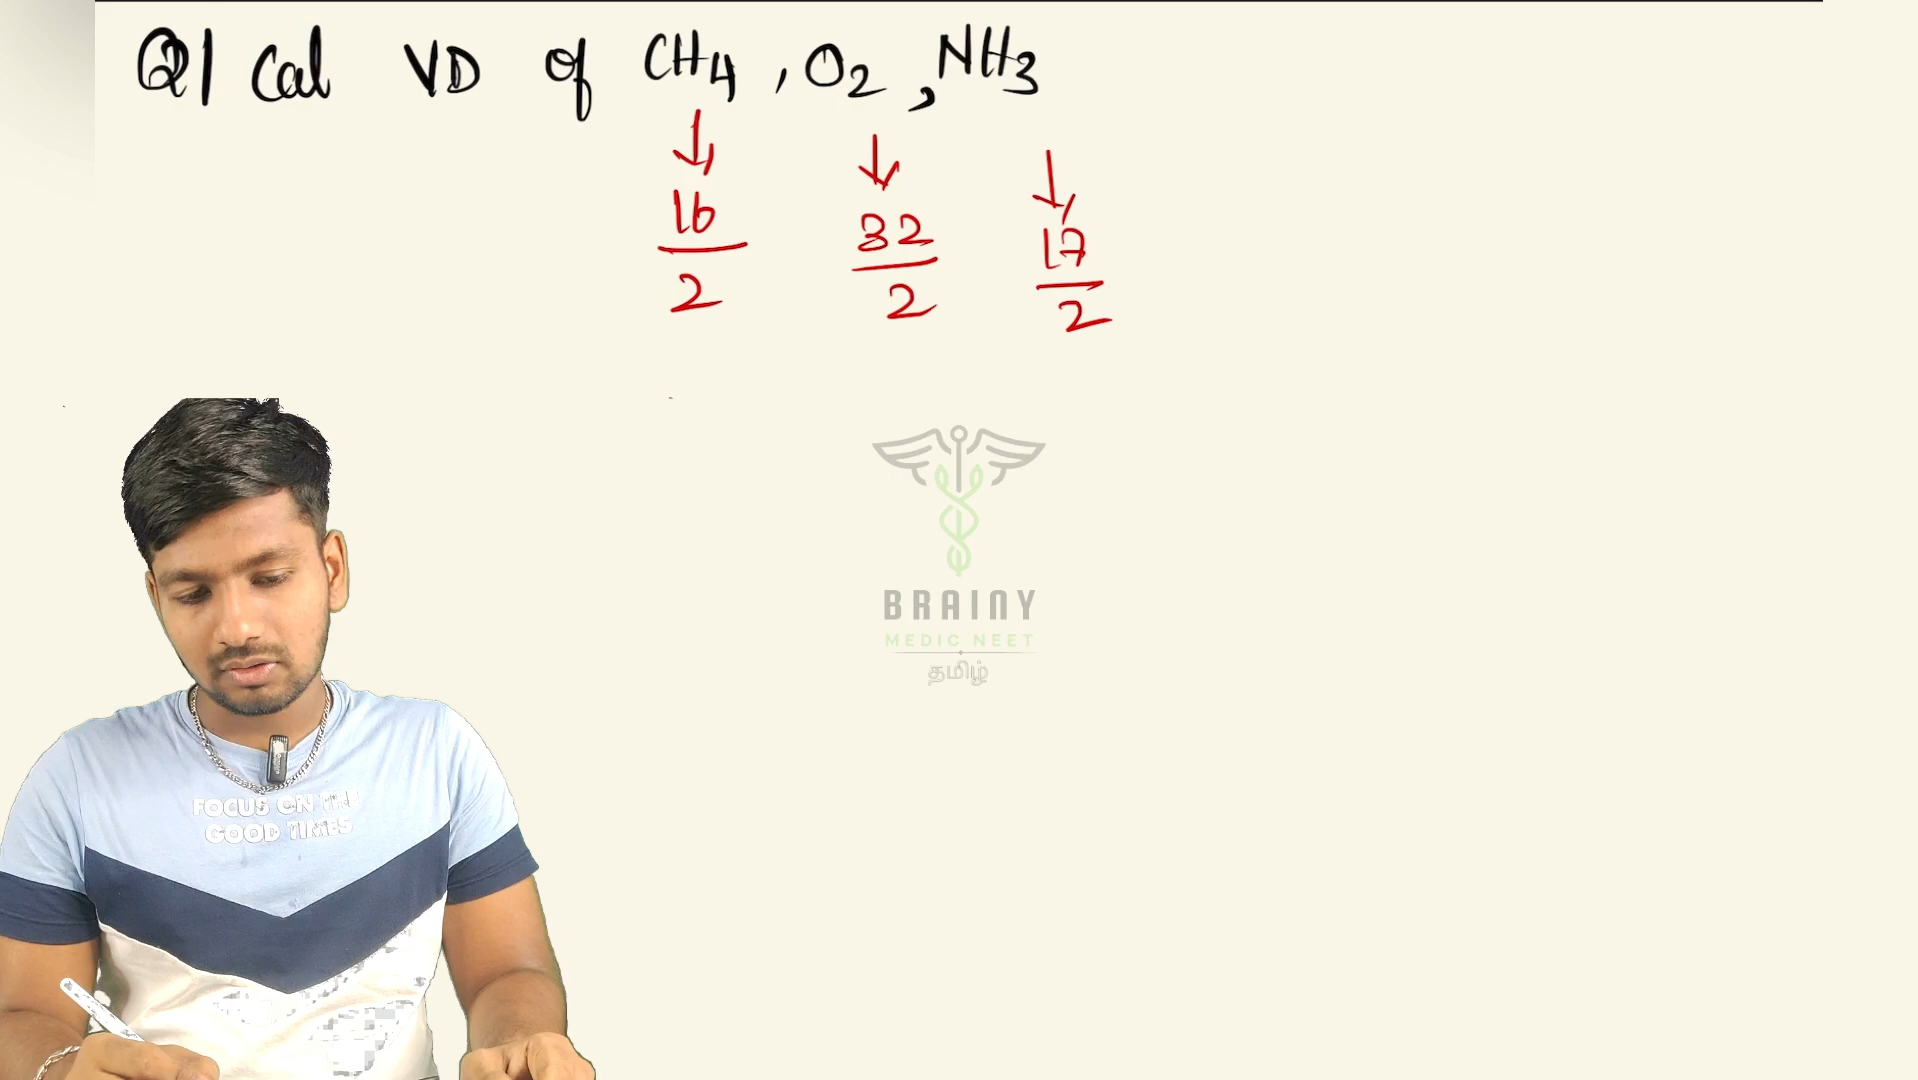 Q1 Cal VD of CH4, O2, NH3
16 32 17
2 2 2
BRAINY
MEDIC NEET
தமிழ்
FOCUS ON THE
GOOD TIMES